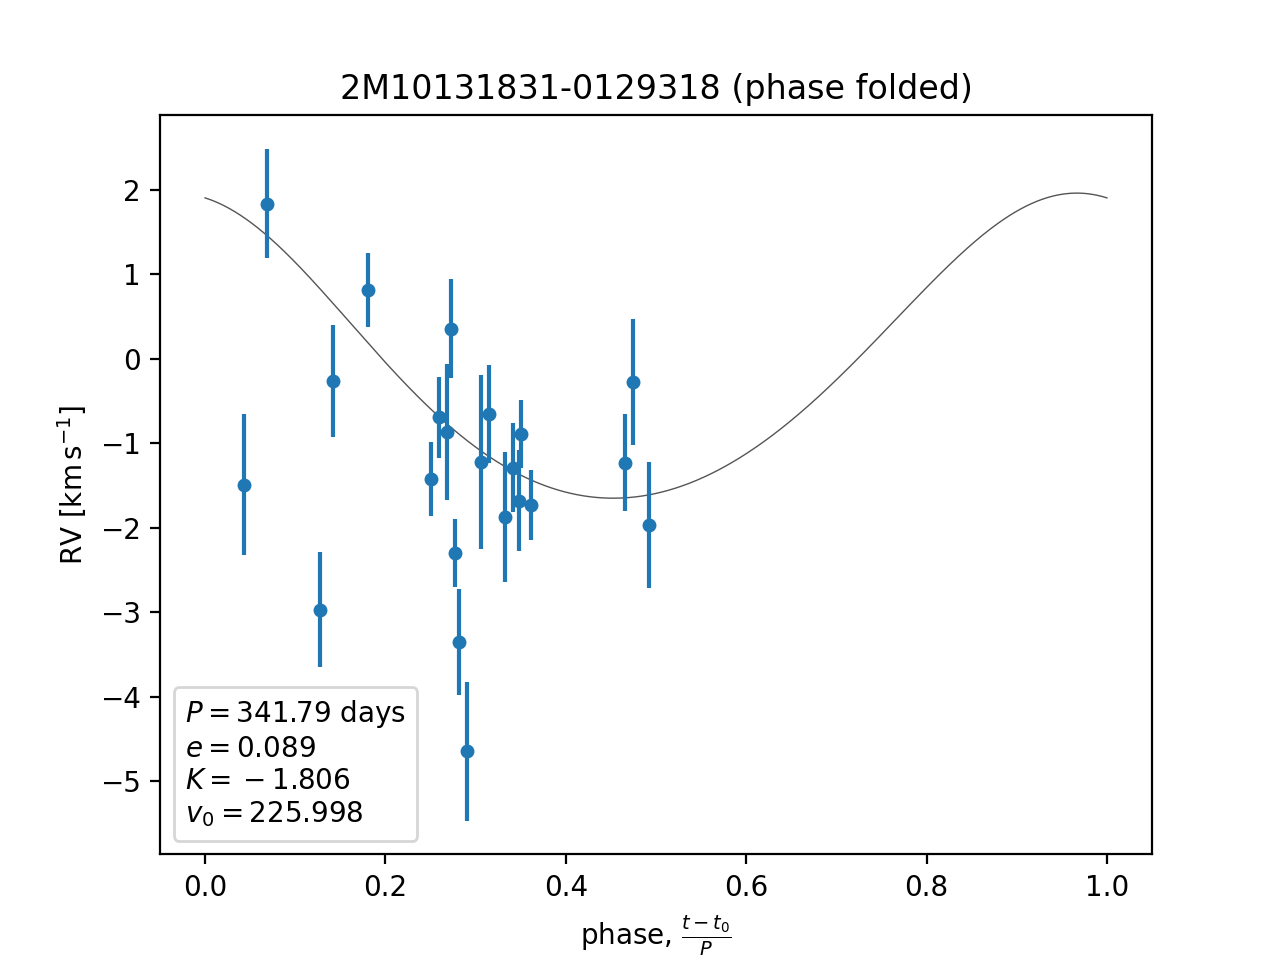 2M10131831-0129318 (phase folded)
RV [km s⁻¹]
2
1
0
−1
−2
−3
−4
−5
P = 341.79 days
e = 0.089
K = −1.806
v₀ = 225.998
0.0 0.2 0.4 0.6 0.8 1.0
phase, (t − t₀)/P